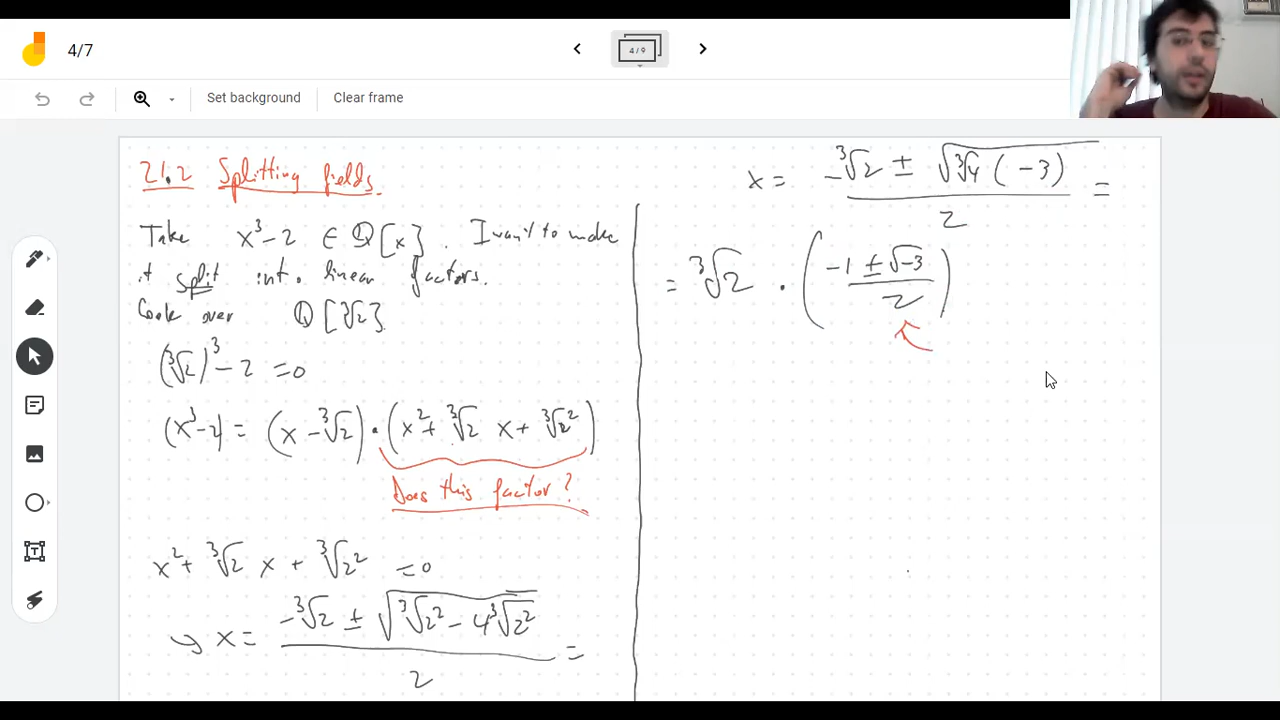 4/7
4/9
Set background
Clear frame
21.2 Splitting fields.
Take x³-2 ∈ ℚ[x]. I want to make
it split into linear factors.
Look over ℚ[∛2].
(∛2)³ - 2 = 0
(x³-2) = (x - ∛2) · (x² + ∛2 x + ∛2²)
Does this factor?
x² + ∛2 x + ∛2² = 0
↝ x = (-∛2 ± √(∛2² - 4∛2²)) / 2 =
x = (-∛2 ± √(∛4 (-3))) / 2 =
= ∛2 · ((-1 ± √-3) / 2)